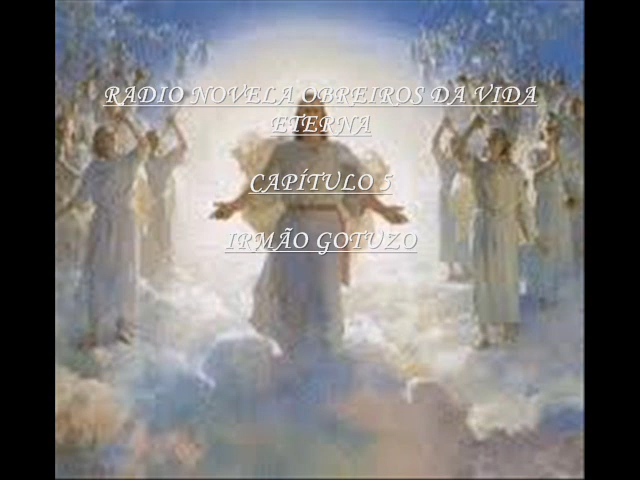 RADIO NOVELA OBREIROS DA VIDA
ETERNA
CAPÍTULO 5
IRMÃO GOTUZO